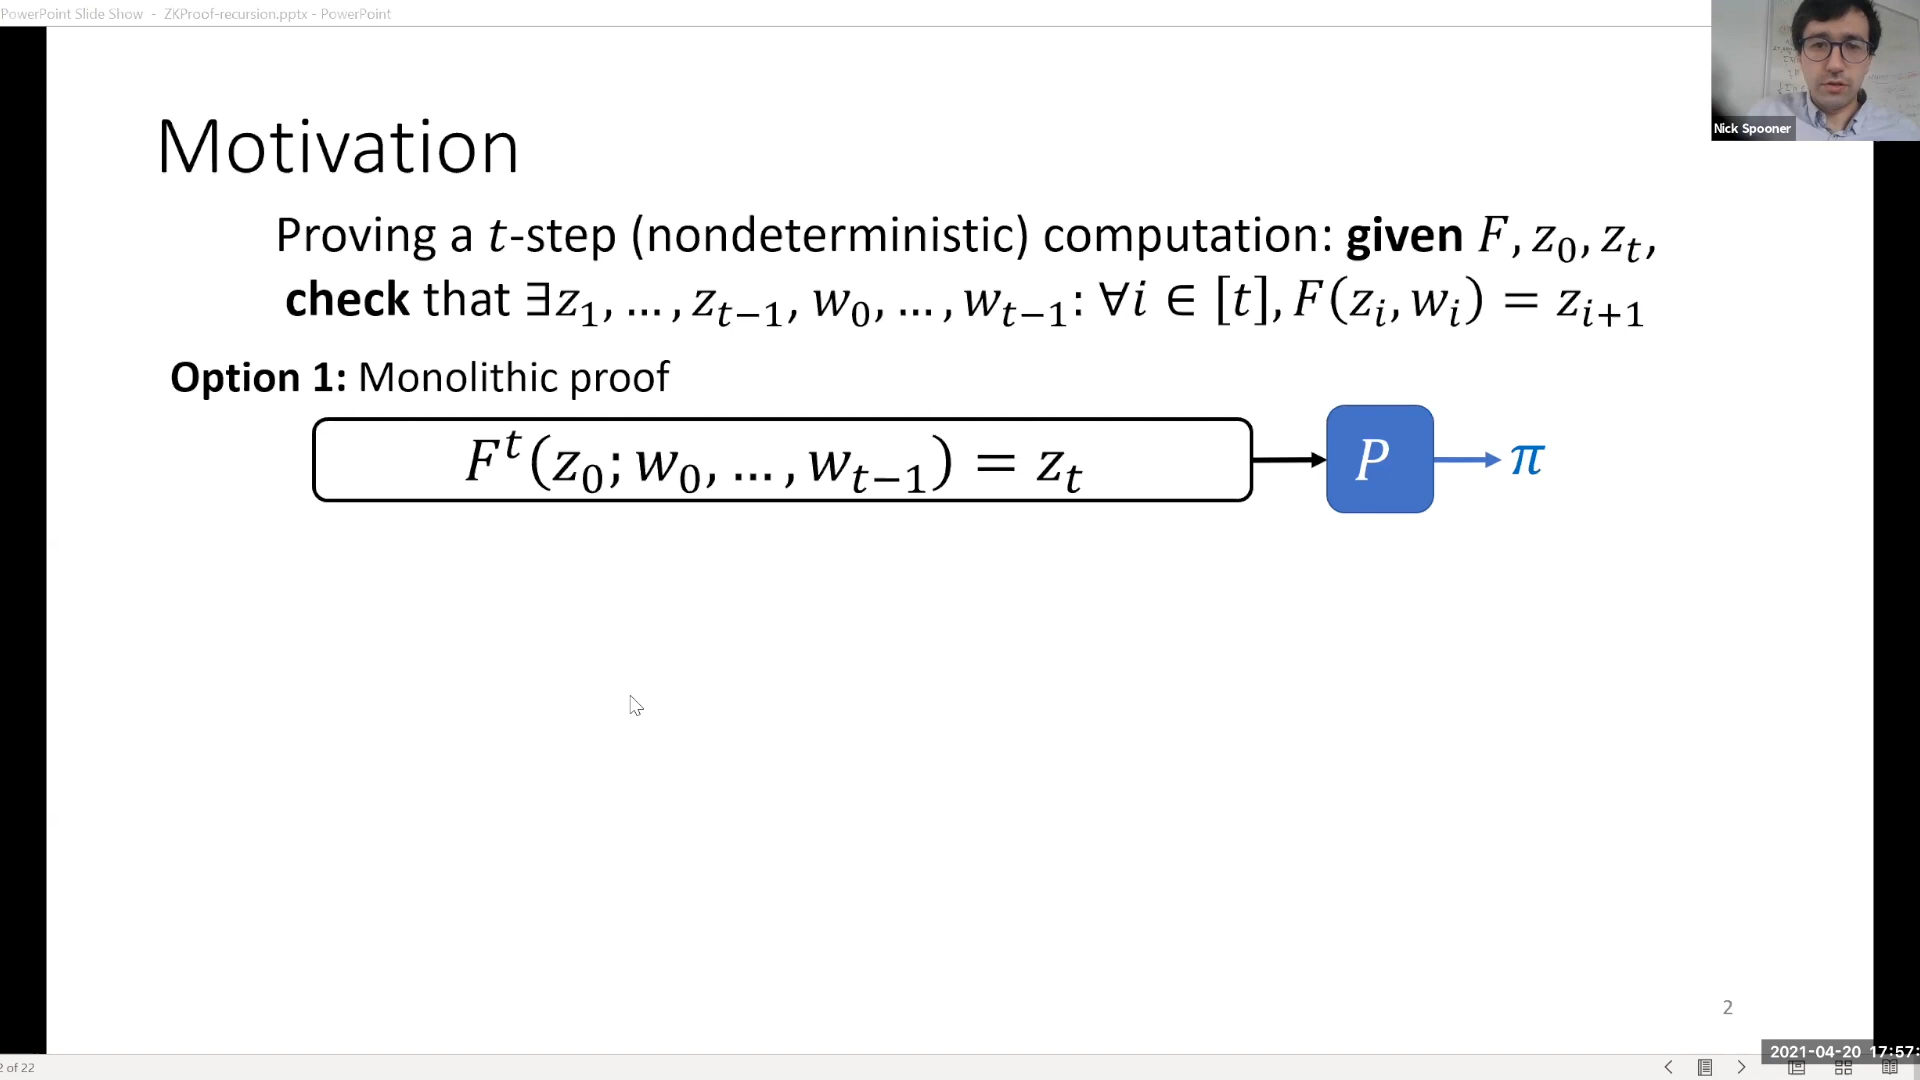 PowerPoint Slide Show - ZKProof-recursion.pptx - PowerPoint
Nick Spooner
Motivation
Proving a t-step (nondeterministic) computation: given F, z₀, zₜ,
check that ∃z₁, … , zₜ₋₁, w₀, … , wₜ₋₁: ∀i ∈ [t], F(zᵢ, wᵢ) = zᵢ₊₁
Option 1: Monolithic proof
Fᵗ(z₀; w₀, … , wₜ₋₁) = zₜ
P
π
2
2021-04-20 17:57:
2 of 22